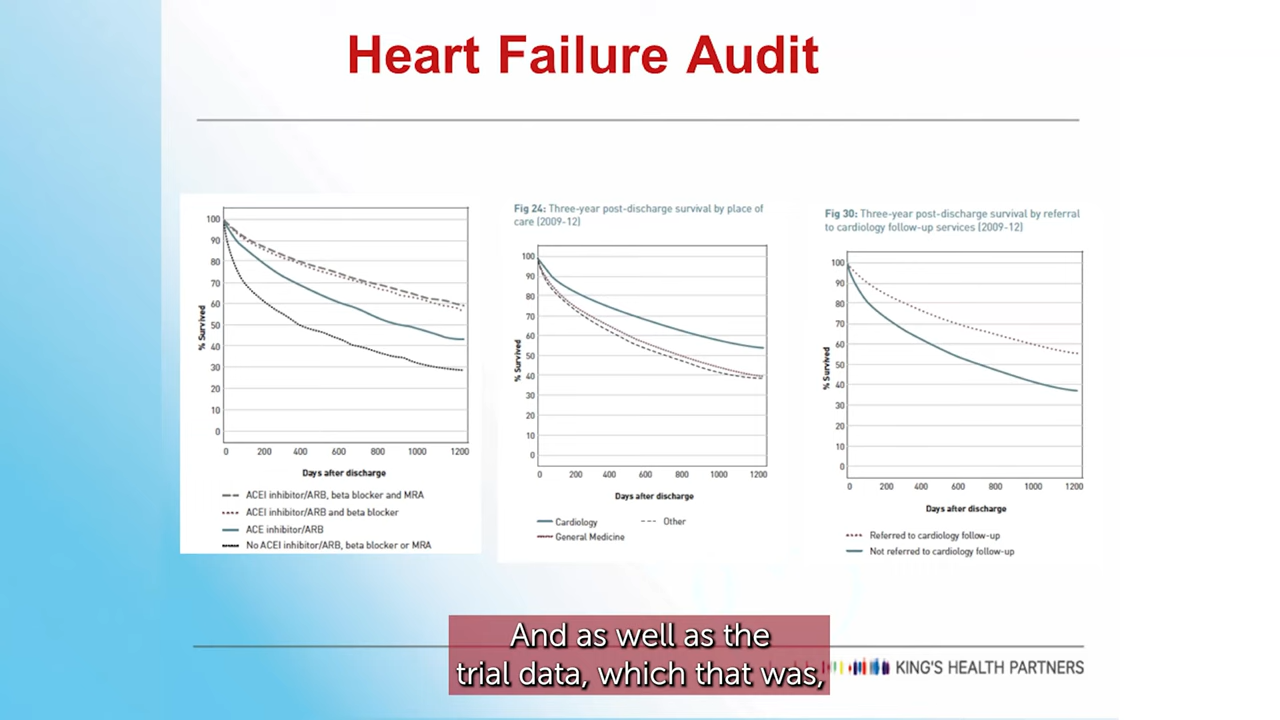 Heart Failure Audit
100
90
80
70
60
50
40
30
20
10
0
% Survived
0 200 400 600 800 1000 1200
Days after discharge
ACEI inhibitor/ARB, beta blocker and MRA
ACEI inhibitor/ARB and beta blocker
ACE inhibitor/ARB
No ACEI inhibitor/ARB, beta blocker or MRA
Fig 24: Three-year post-discharge survival by place of
care (2009-12)
100
90
80
70
60
50
40
30
20
10
0
% Survived
0 200 400 600 800 1000 1200
Days after discharge
Cardiology Other
General Medicine
Fig 30: Three-year post-discharge survival by referral
to cardiology follow-up services (2009-12)
100
90
80
70
60
50
40
30
20
10
0
% Survived
0 200 400 600 800 1000 1200
Days after discharge
Referred to cardiology follow-up
Not referred to cardiology follow-up
And as well as the
trial data, which that was,
KING'S HEALTH PARTNERS